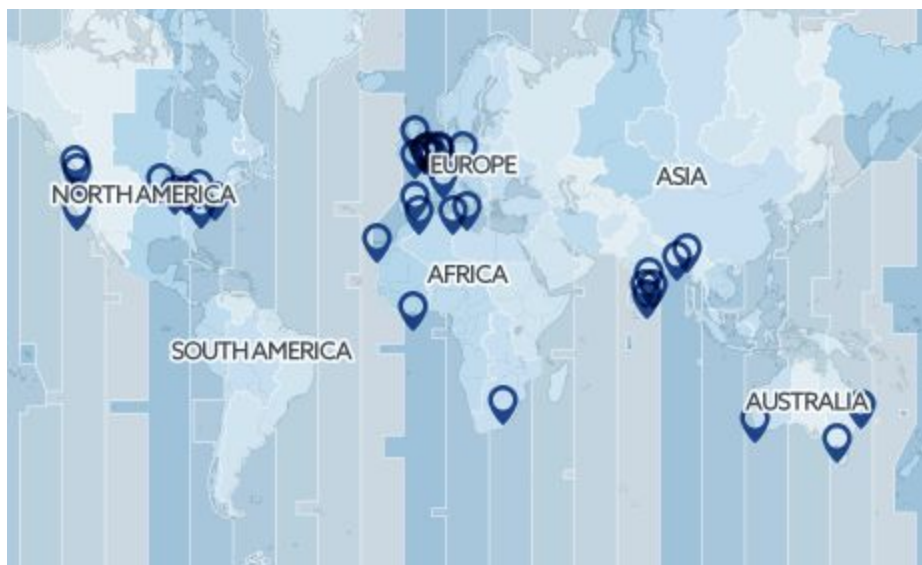 EUROPE
ASIA
NORTH AMERICA
AFRICA
SOUTH AMERICA
AUSTRALIA